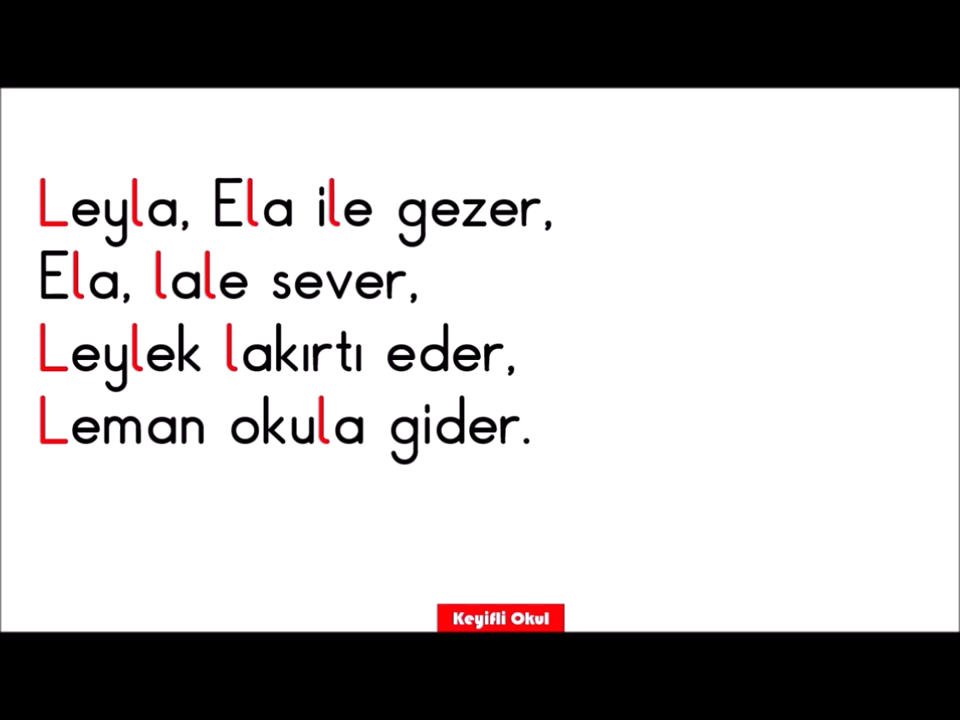 Leyla, Ela ile gezer,
Ela, lale sever,
Leylek lakırtı eder,
Leman okula gider.
Keyifli Okul